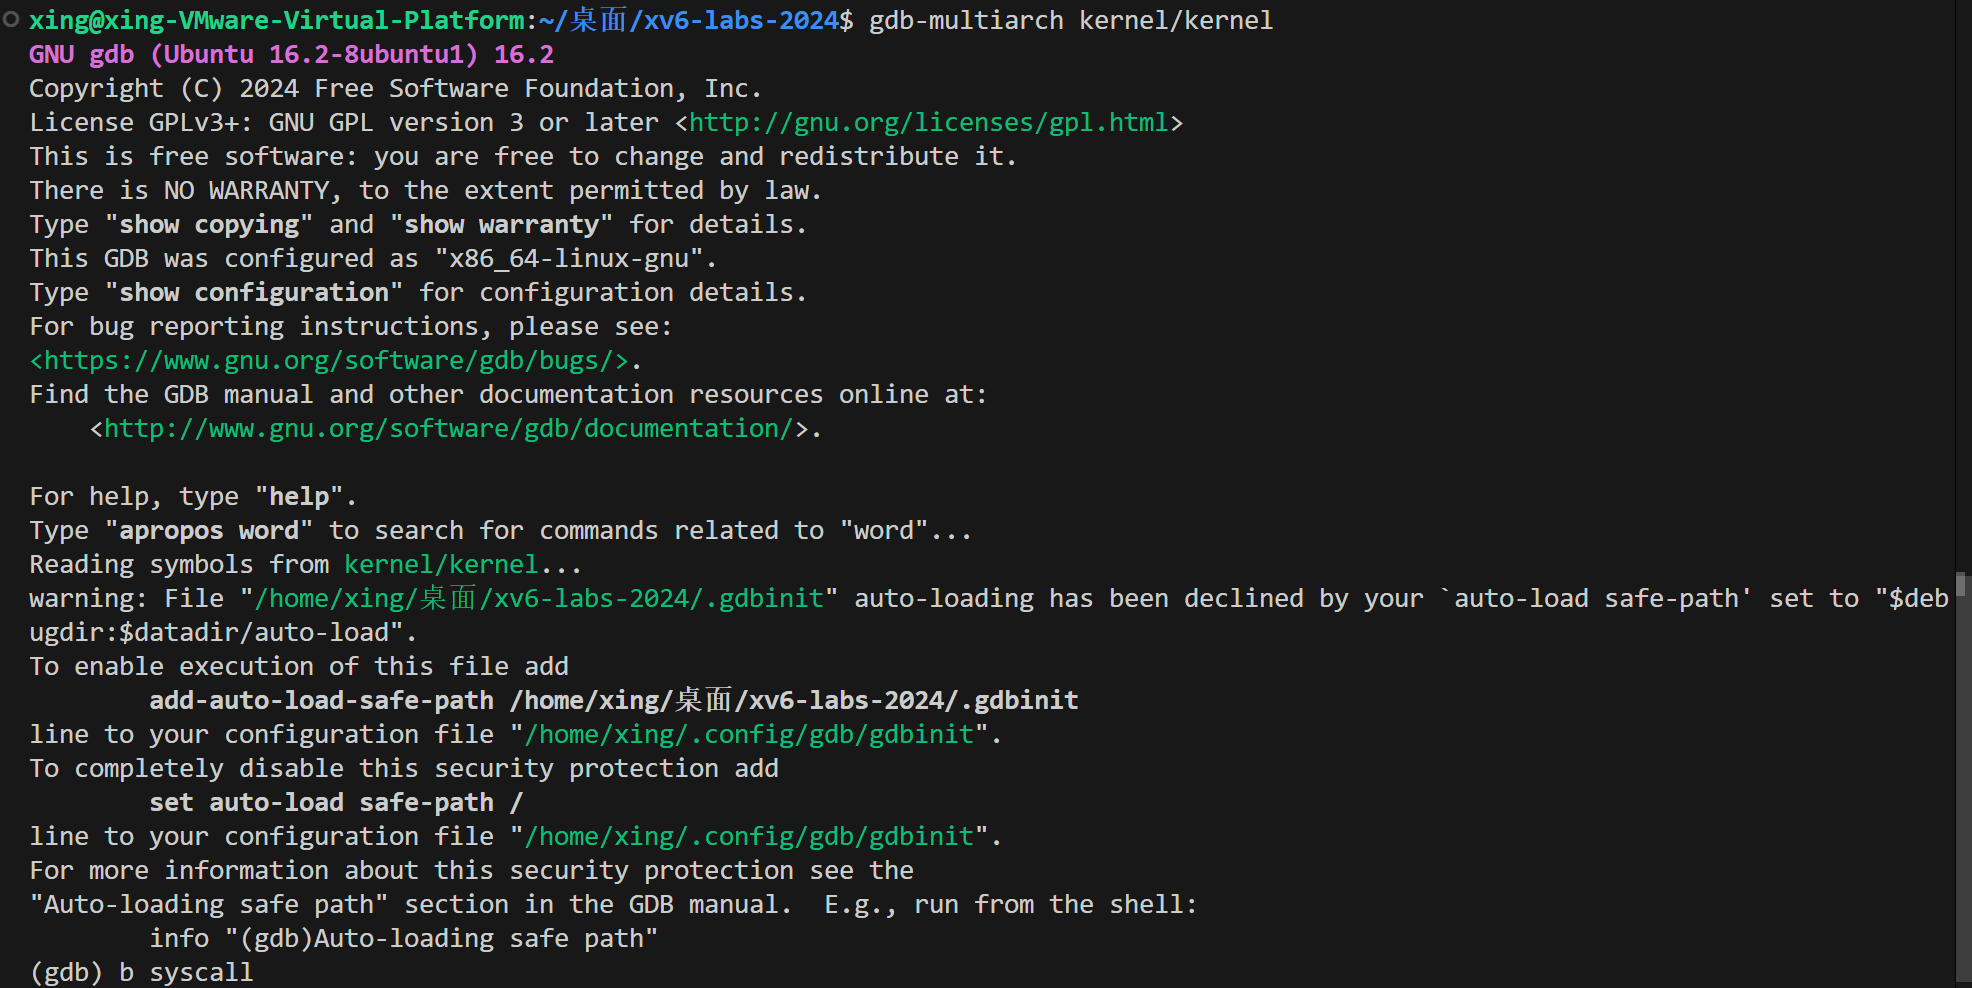 xing@xing-VMware-Virtual-Platform:~/桌面/xv6-labs-2024$ gdb-multiarch kernel/kernel
GNU gdb (Ubuntu 16.2-8ubuntu1) 16.2
Copyright (C) 2024 Free Software Foundation, Inc.
License GPLv3+: GNU GPL version 3 or later <http://gnu.org/licenses/gpl.html>
This is free software: you are free to change and redistribute it.
There is NO WARRANTY, to the extent permitted by law.
Type "show copying" and "show warranty" for details.
This GDB was configured as "x86_64-linux-gnu".
Type "show configuration" for configuration details.
For bug reporting instructions, please see:
<https://www.gnu.org/software/gdb/bugs/>.
Find the GDB manual and other documentation resources online at:
    <http://www.gnu.org/software/gdb/documentation/>.

For help, type "help".
Type "apropos word" to search for commands related to "word"...
Reading symbols from kernel/kernel...
warning: File "/home/xing/桌面/xv6-labs-2024/.gdbinit" auto-loading has been declined by your `auto-load safe-path' set to "$deb
ugdir:$datadir/auto-load".
To enable execution of this file add
        add-auto-load-safe-path /home/xing/桌面/xv6-labs-2024/.gdbinit
line to your configuration file "/home/xing/.config/gdb/gdbinit".
To completely disable this security protection add
        set auto-load safe-path /
line to your configuration file "/home/xing/.config/gdb/gdbinit".
For more information about this security protection see the
"Auto-loading safe path" section in the GDB manual.  E.g., run from the shell:
        info "(gdb)Auto-loading safe path"
(gdb) b syscall